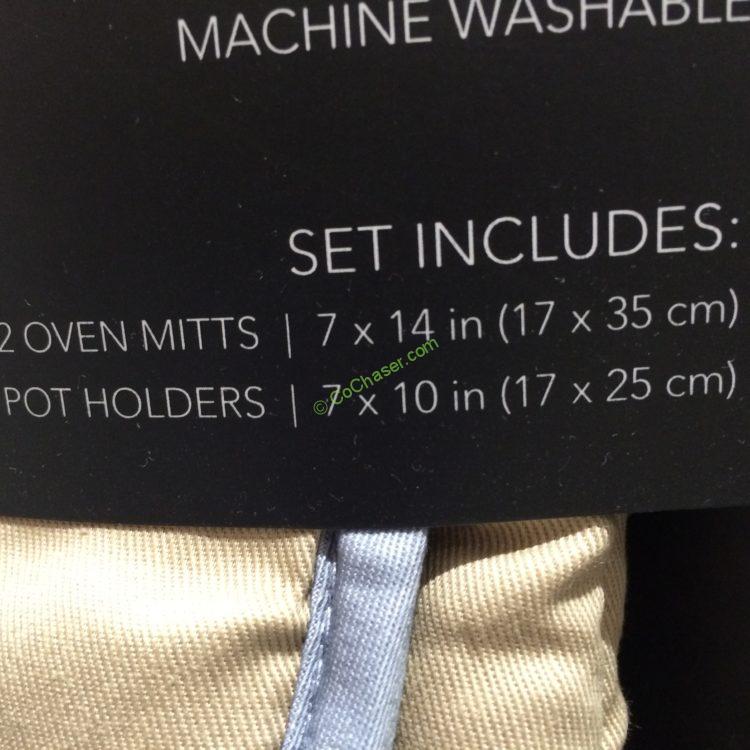 MACHINE WASHABLE
SET INCLUDES:
2 OVEN MITTS | 7 x 14 in (17 x 35 cm)
POT HOLDERS | 7 x 10 in (17 x 25 cm)
© CoChaser.com